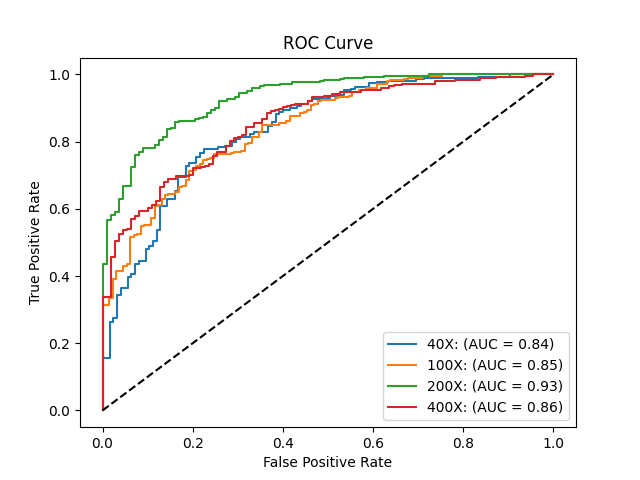 ROC Curve
True Positive Rate
1.0
0.8
0.6
0.4
0.2
0.0
40X: (AUC = 0.84)
100X: (AUC = 0.85)
200X: (AUC = 0.93)
400X: (AUC = 0.86)
0.0 0.2 0.4 0.6 0.8 1.0
False Positive Rate